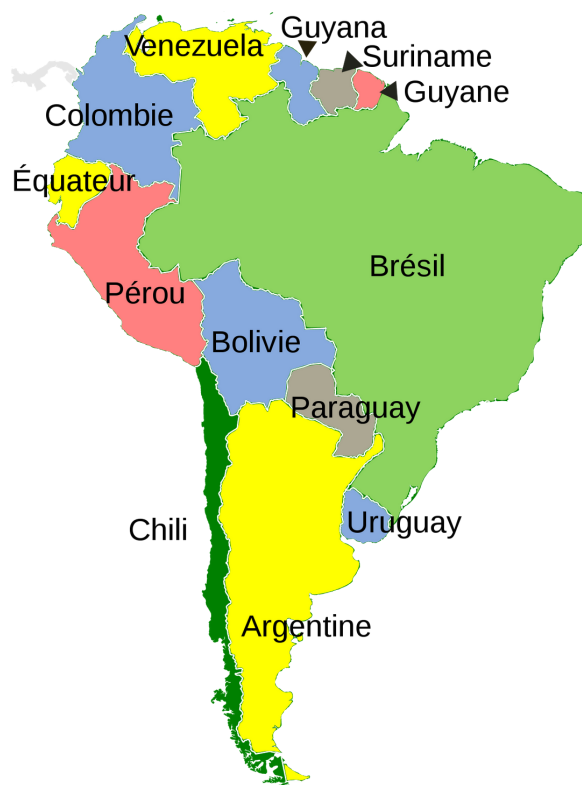 Guyana
Venezuela
Suriname
Guyane
Colombie
Équateur
Brésil
Pérou
Bolivie
Paraguay
Uruguay
Chili
Argentine